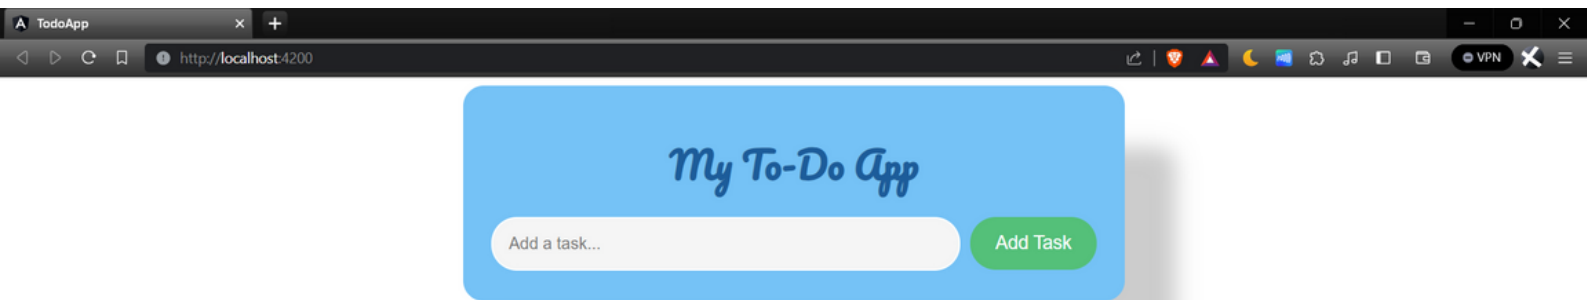 TodoApp
http://localhost:4200
VPN
My To-Do App
Add a task...
Add Task